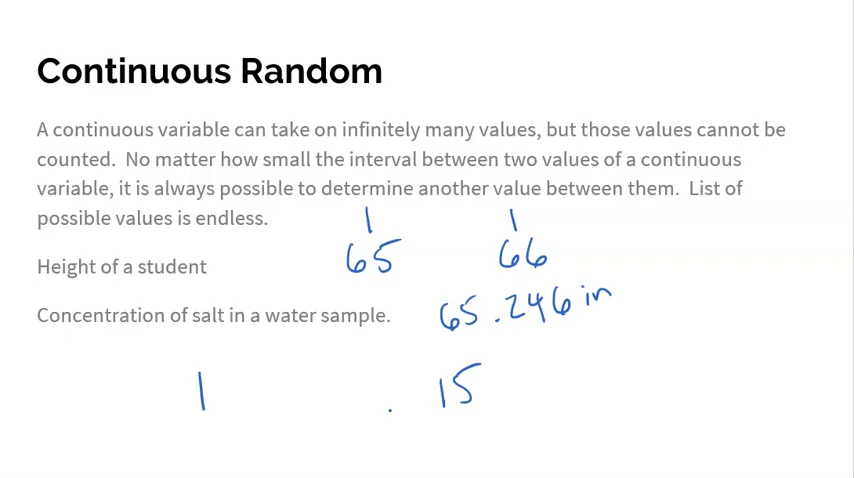 Continuous Random
A continuous variable can take on infinitely many values, but those values cannot be
counted. No matter how small the interval between two values of a continuous
variable, it is always possible to determine another value between them. List of
possible values is endless.
Height of a student 65 66
Concentration of salt in a water sample. 65.246 in
1 . 15